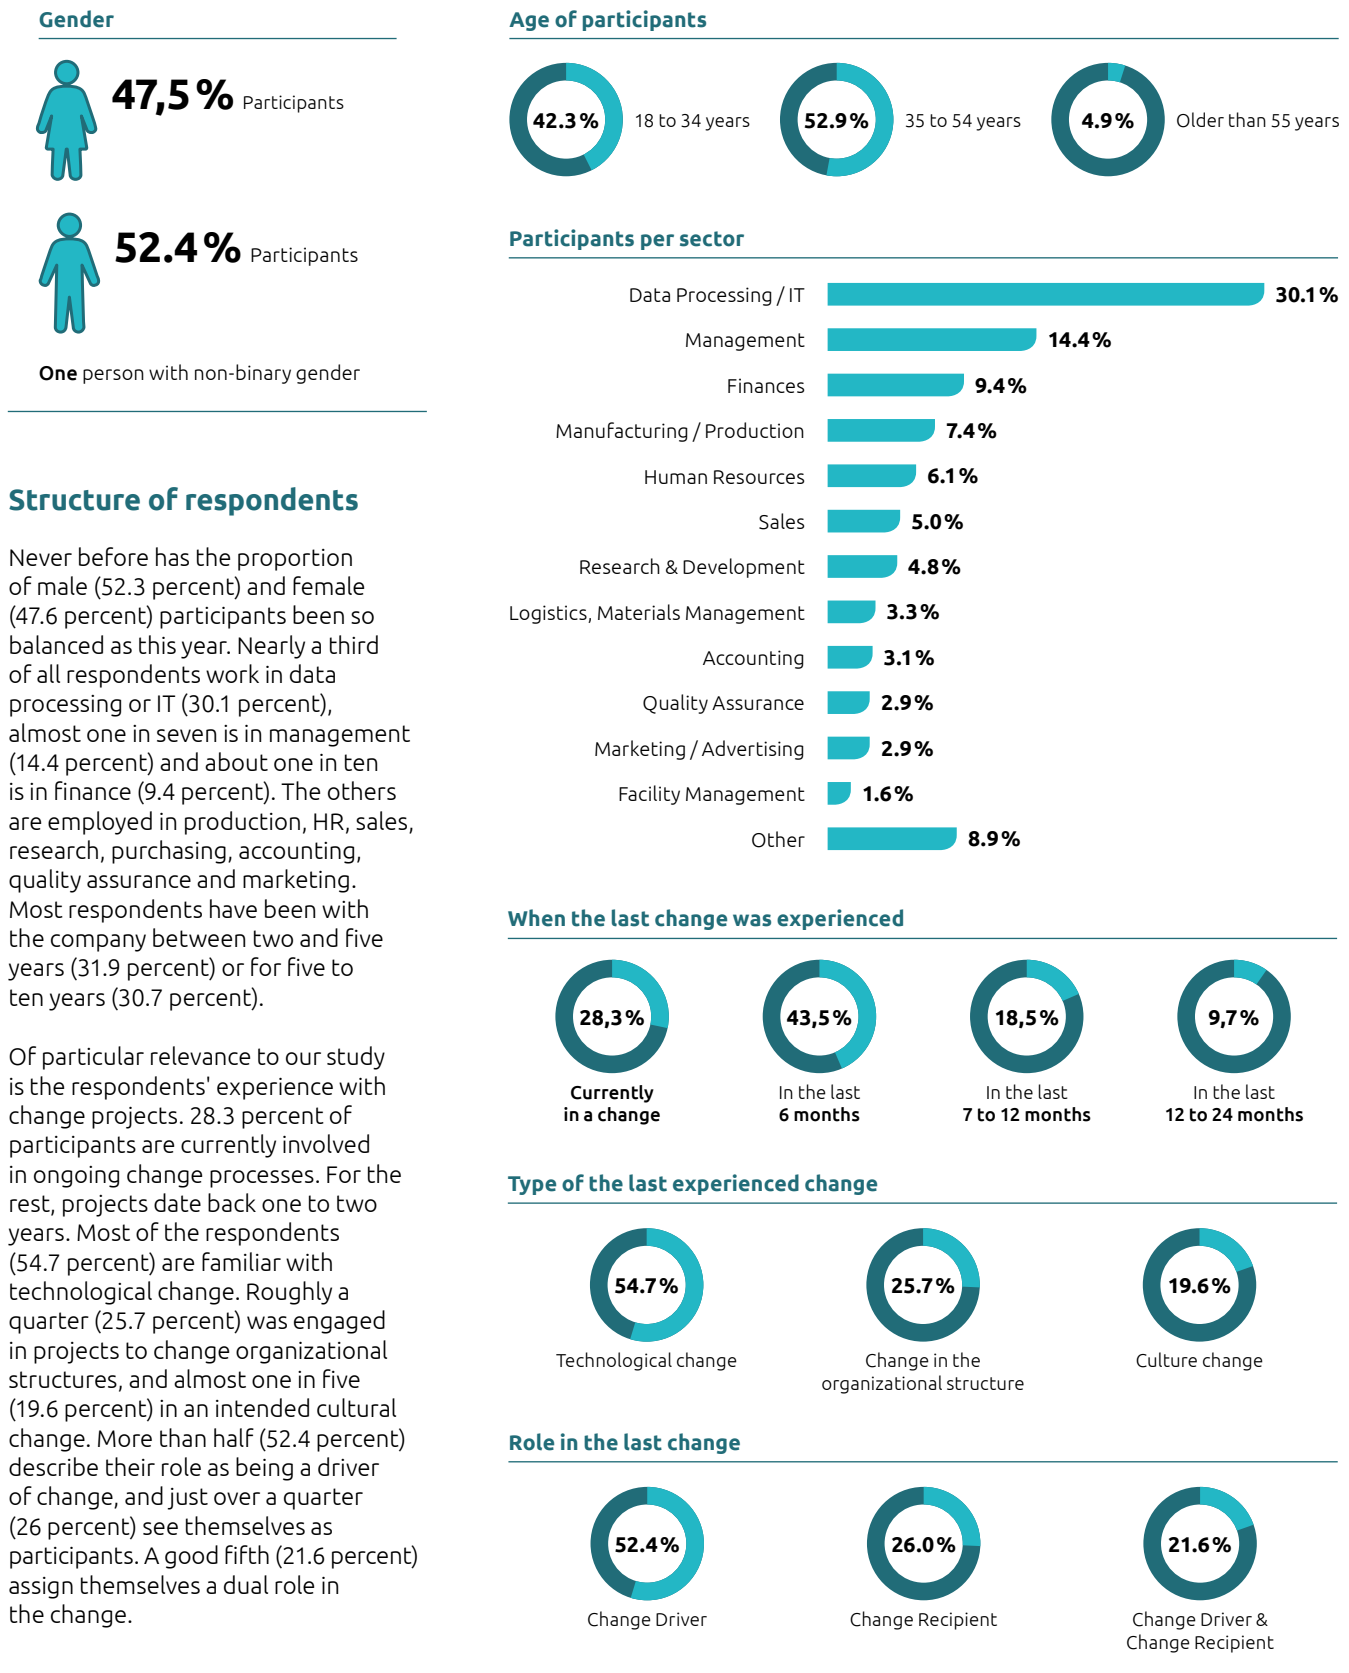 Gender
47,5 % Participants
52.4 % Participants
One person with non-binary gender
Structure of respondents
Never before has the proportion
of male (52.3 percent) and female
(47.6 percent) participants been so
balanced as this year. Nearly a third
of all respondents work in data
processing or IT (30.1 percent),
almost one in seven is in management
(14.4 percent) and about one in ten
is in finance (9.4 percent). The others
are employed in production, HR, sales,
research, purchasing, accounting,
quality assurance and marketing.
Most respondents have been with
the company between two and five
years (31.9 percent) or for five to
ten years (30.7 percent).
Of particular relevance to our study
is the respondents' experience with
change projects. 28.3 percent of
participants are currently involved
in ongoing change processes. For the
rest, projects date back one to two
years. Most of the respondents
(54.7 percent) are familiar with
technological change. Roughly a
quarter (25.7 percent) was engaged
in projects to change organizational
structures, and almost one in five
(19.6 percent) in an intended cultural
change. More than half (52.4 percent)
describe their role as being a driver
of change, and just over a quarter
(26 percent) see themselves as
participants. A good fifth (21.6 percent)
assign themselves a dual role in
the change.
Age of participants
42.3 % 18 to 34 years
52.9 % 35 to 54 years
4.9 % Older than 55 years
Participants per sector
Data Processing / IT 30.1 %
Management 14.4 %
Finances 9.4 %
Manufacturing / Production 7.4 %
Human Resources 6.1 %
Sales 5.0 %
Research & Development 4.8 %
Logistics, Materials Management 3.3 %
Accounting 3.1 %
Quality Assurance 2.9 %
Marketing / Advertising 2.9 %
Facility Management 1.6 %
Other 8.9 %
When the last change was experienced
28,3 %
Currently
in a change
43,5 %
In the last
6 months
18,5 %
In the last
7 to 12 months
9,7 %
In the last
12 to 24 months
Type of the last experienced change
54.7 %
Technological change
25.7 %
Change in the
organizational structure
19.6 %
Culture change
Role in the last change
52.4 %
Change Driver
26.0 %
Change Recipient
21.6 %
Change Driver &
Change Recipient